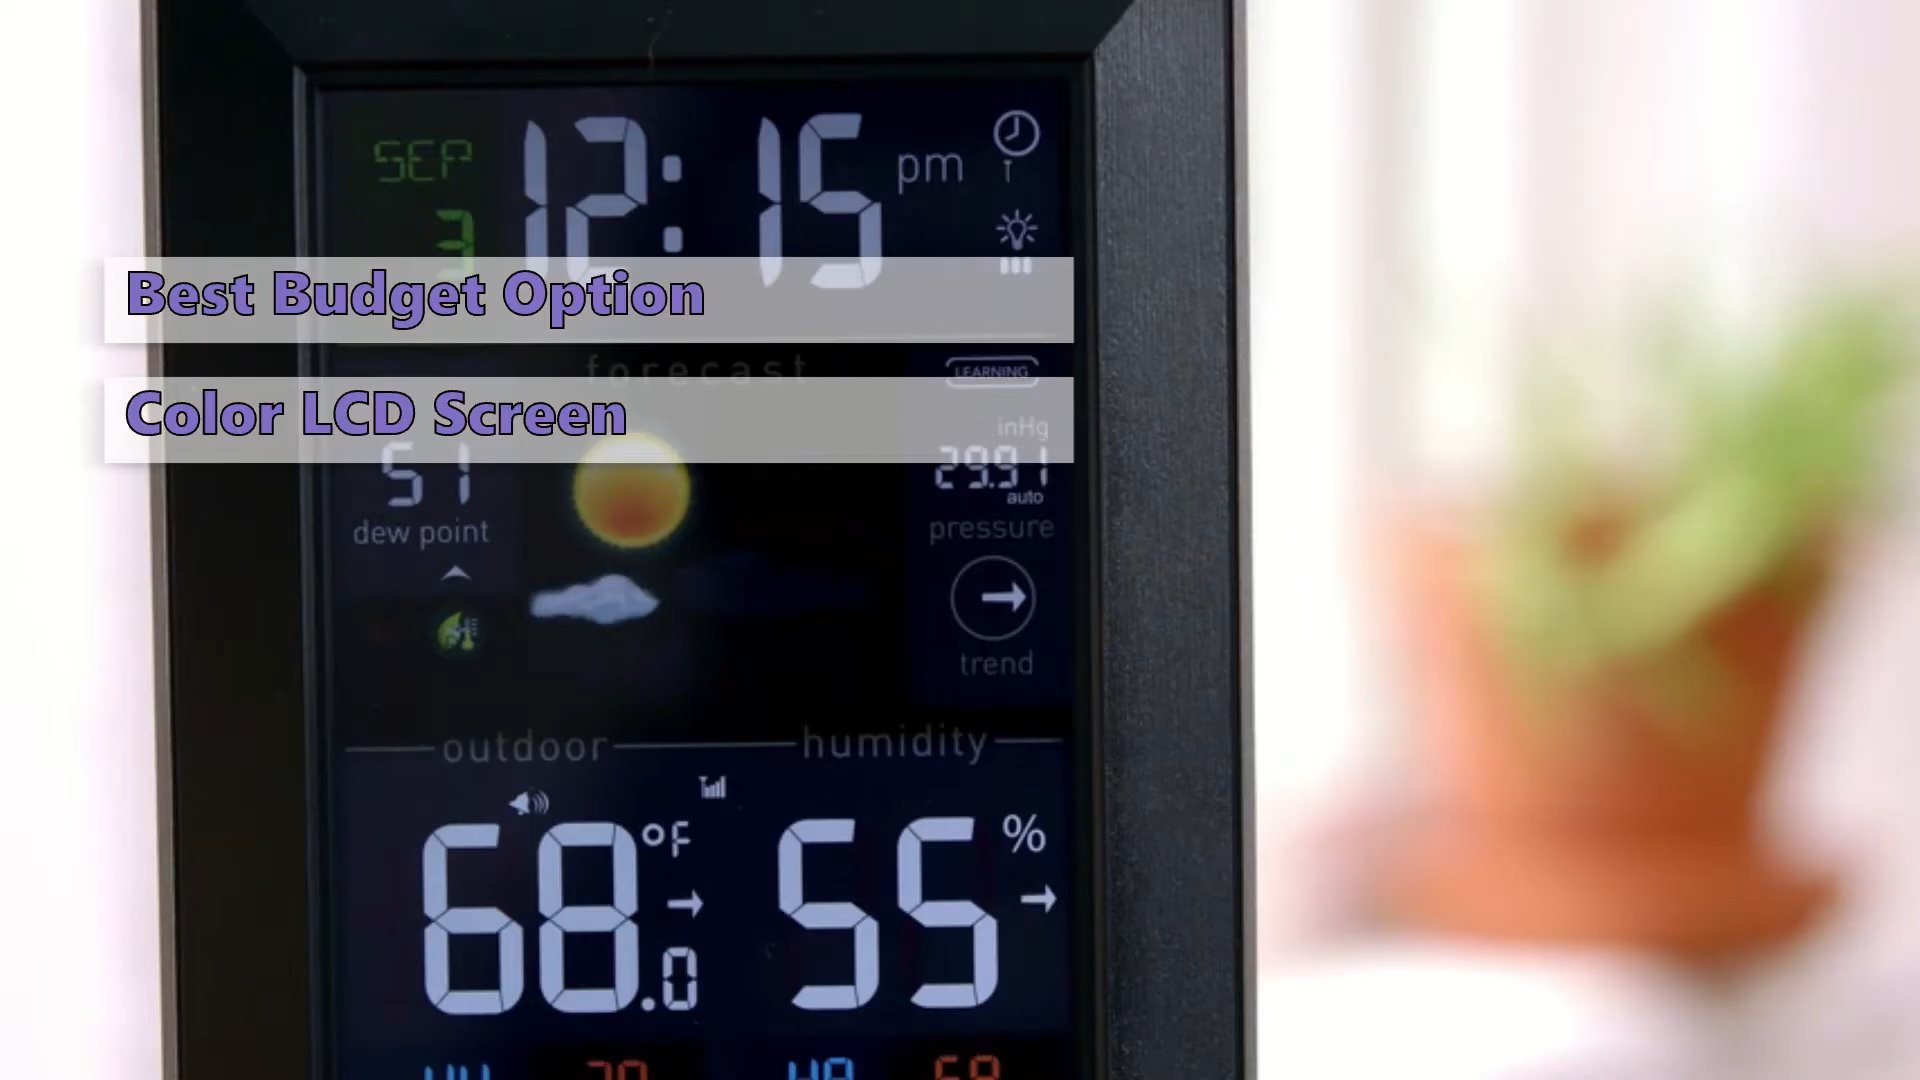 SEP 12:15 pm
3
Best Budget Option
forecast LEARNING
Color LCD Screen
inHg
51 29.91
auto
dew point pressure
trend
outdoor humidity
68.0 °F 55 %